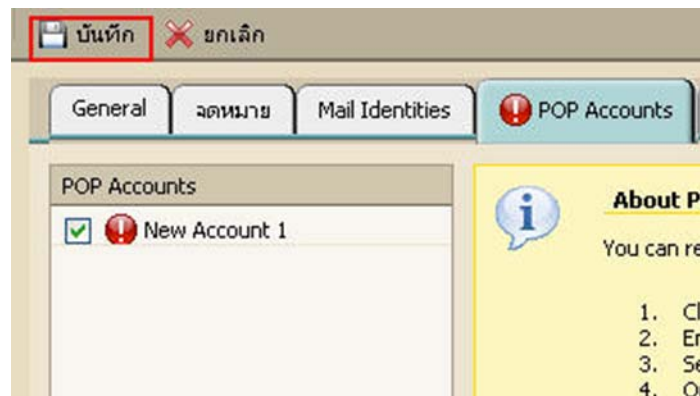 บันทึก ยกเลิก
General จดหมาย Mail Identities POP Accounts
POP Accounts
New Account 1
About
You can
1.
2.
3.
4.